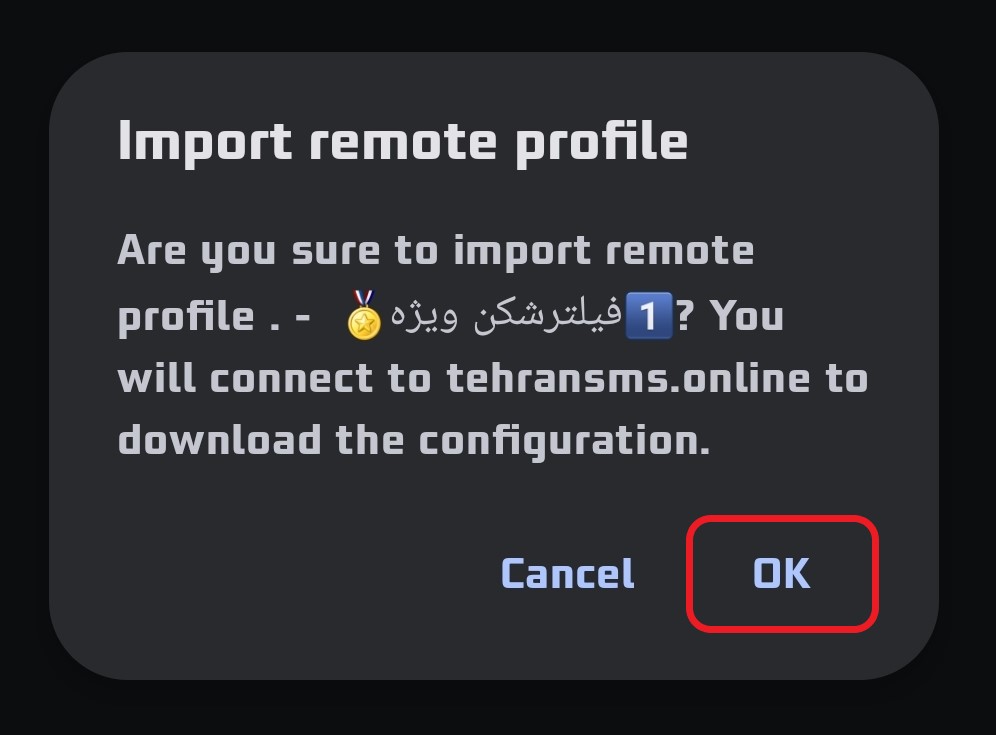 Import remote profile
Are you sure to import remote
profile . - 🥇فیلترشکن ویژه1️⃣? You
will connect to tehransms.online to
download the configuration.
Cancel OK